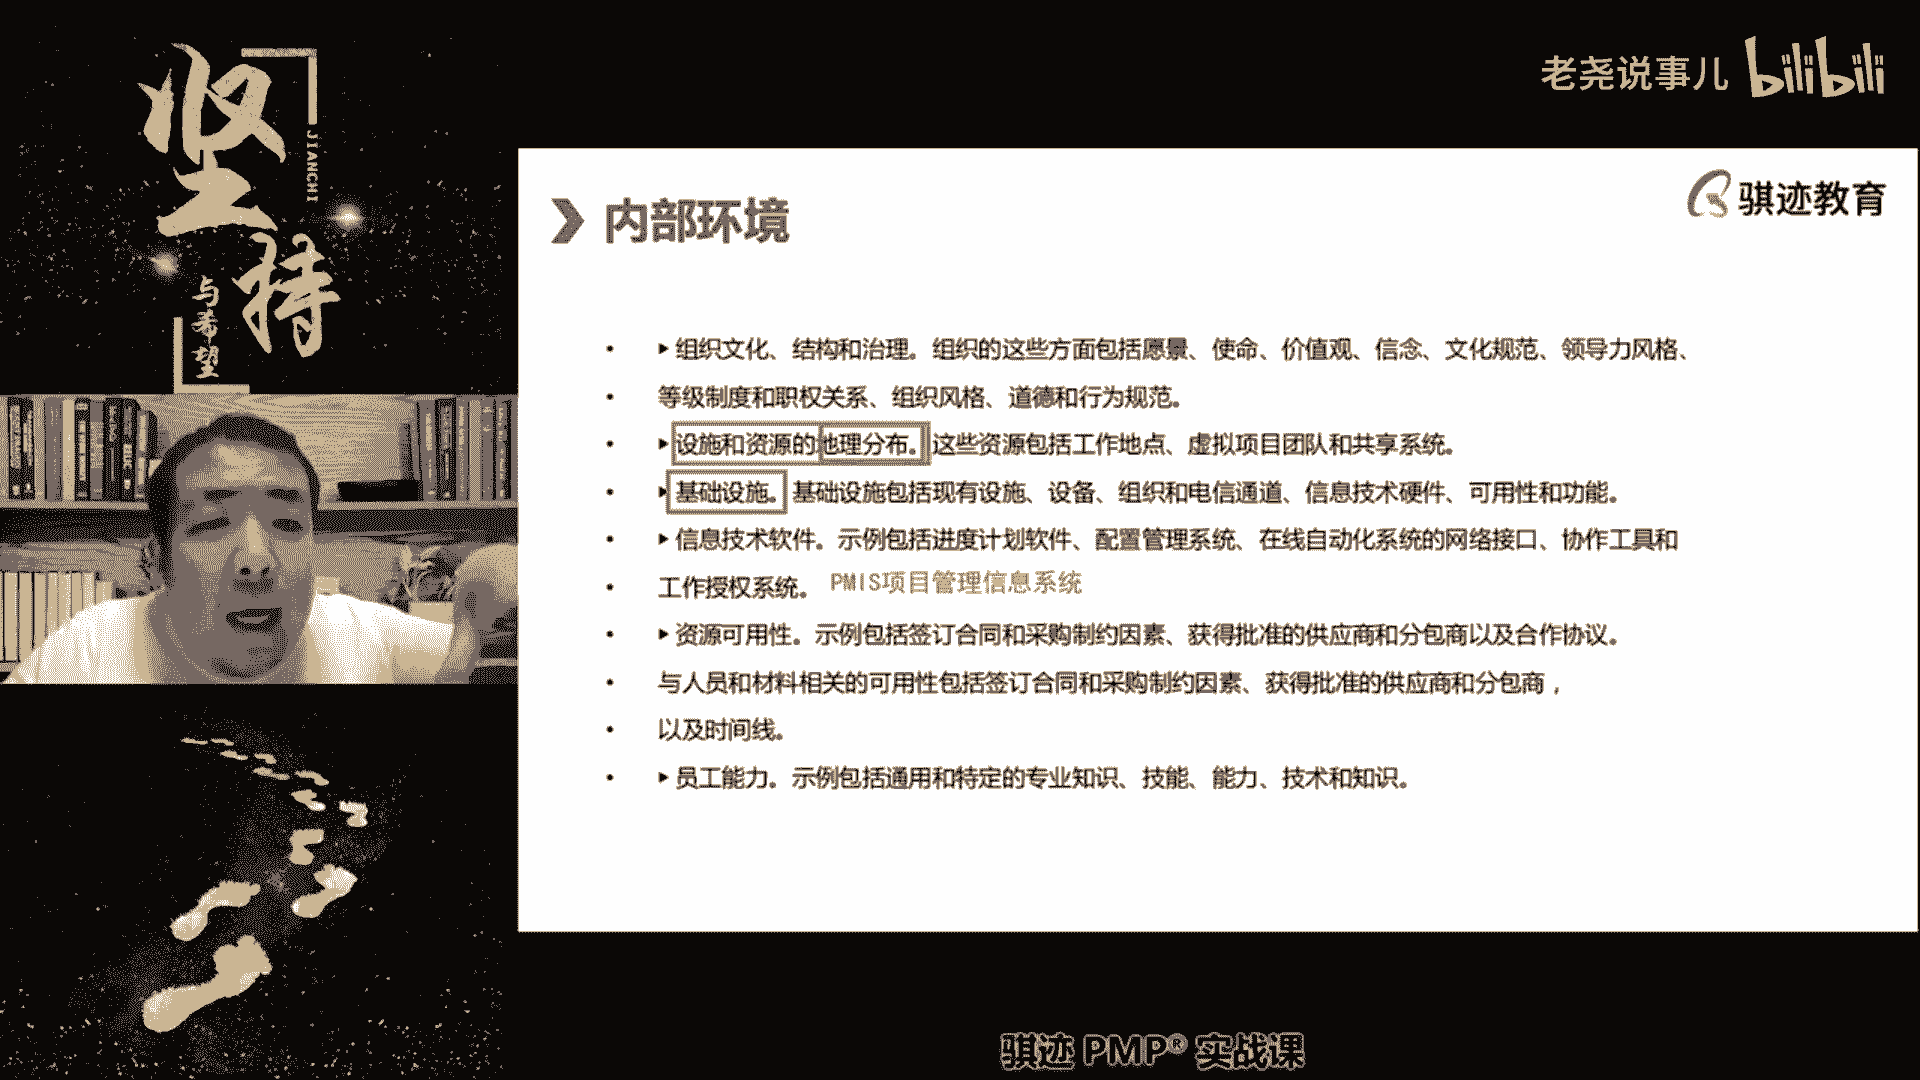 坚持
JIANCHI
与希望
老尧说事儿 bilibili
骐迹教育
内部环境
• ▶ 组织文化、结构和治理。组织的这些方面包括愿景、使命、价值观、信念、文化规范、领导力风格、
• 等级制度和职权关系、组织风格、道德和行为规范。
• ▶ 设施和资源的地理分布。这些资源包括工作地点、虚拟项目团队和共享系统。
• ▶ 基础设施。基础设施包括现有设施、设备、组织和电信通道、信息技术硬件、可用性和功能。
• ▶ 信息技术软件。示例包括进度计划软件、配置管理系统、在线自动化系统的网络接口、协作工具和
• 工作授权系统。 PMIS项目管理信息系统
• ▶ 资源可用性。示例包括签订合同和采购制约因素、获得批准的供应商和分包商以及合作协议。
• 与人员和材料相关的可用性包括签订合同和采购制约因素、获得批准的供应商和分包商，
• 以及时间线。
• ▶ 员工能力。示例包括通用和特定的专业知识、技能、能力、技术和知识。
骐迹 PMP® 实战课